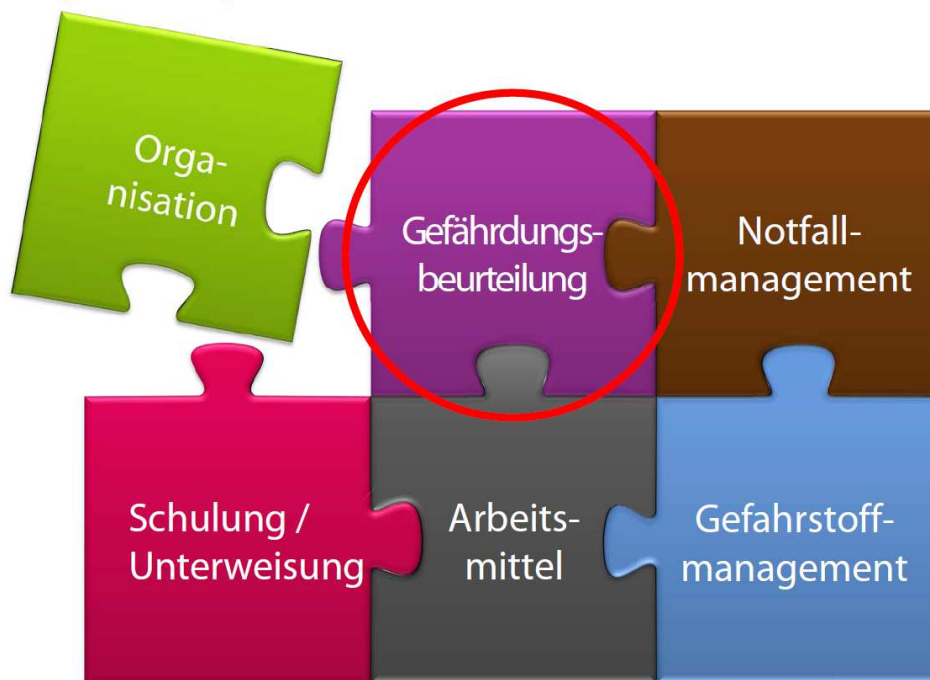 Orga-
nisation
Gefährdungs-
beurteilung
Notfall-
management
Schulung /
Unterweisung
Arbeits-
mittel
Gefahrstoff-
management